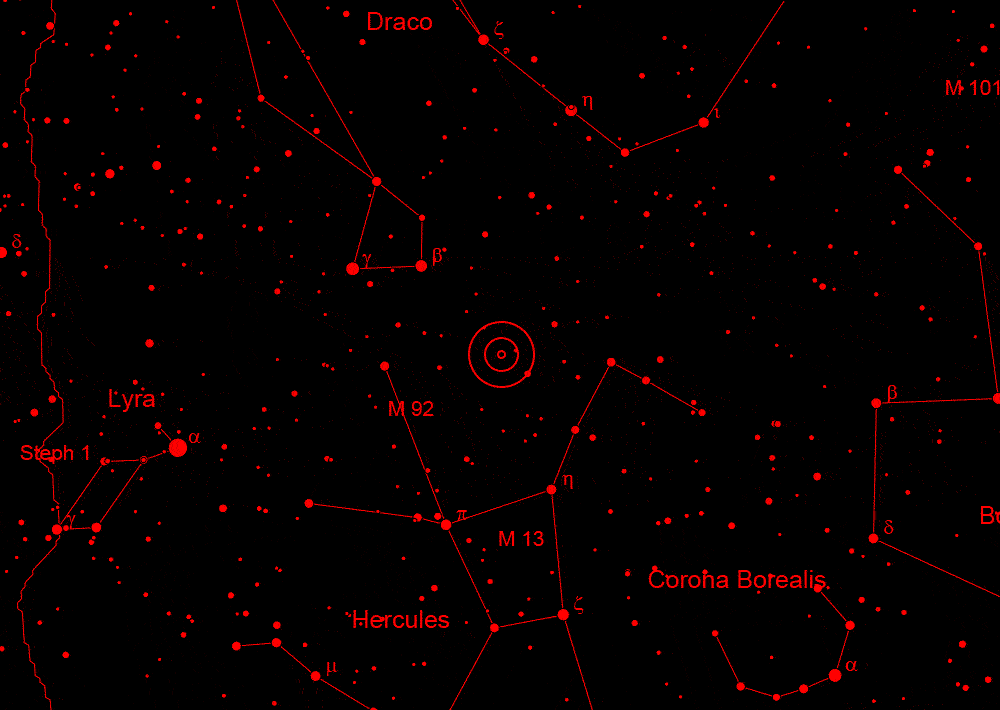 Draco
ζ
η
ι
M 101
δ
γ
β
Lyra
M 92
β
α
Steph 1
η
γ
π
M 13
δ
Bo
Corona Borealis
ζ
Hercules
μ
α